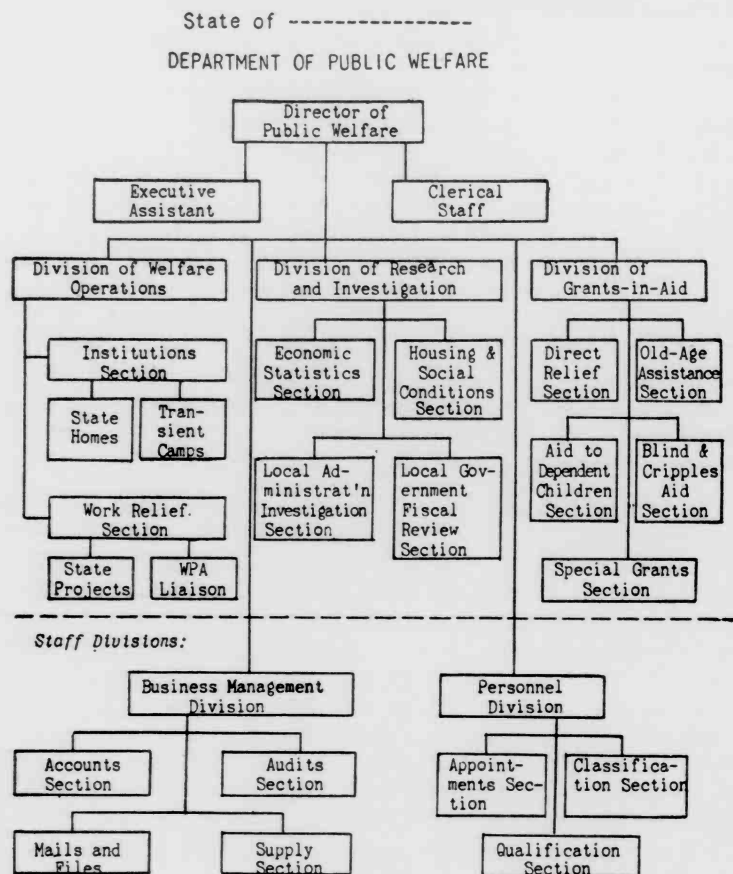 State of ------------------
DEPARTMENT OF PUBLIC WELFARE
Director of
Public Welfare
Executive
Assistant
Clerical
Staff
Division of Welfare
Operations
Division of Research
and Investigation
Division of
Grants-in-Aid
Institutions
Section
State
Homes
Tran-
sient
Camps
Work Relief.
Section
State
Projects
WPA
Liaison
Economic
Statistics
Section
Housing &
Social
Conditions
Section
Local Ad-
ministrat'n
Investigation
Section
Local Gov-
ernment
Fiscal
Review
Section
Direct
Relief
Section
Old-Age
Assistance
Section
Aid to
Dependent
Children
Section
Blind &
Cripples
Aid
Section
Special Grants
Section
Staff Divisions:
Business Management
Division
Personnel
Division
Accounts
Section
Audits
Section
Mails and
Files
Supply
Section
Appoint-
ments Sec-
tion
Classifica-
tion Section
Qualification
Section